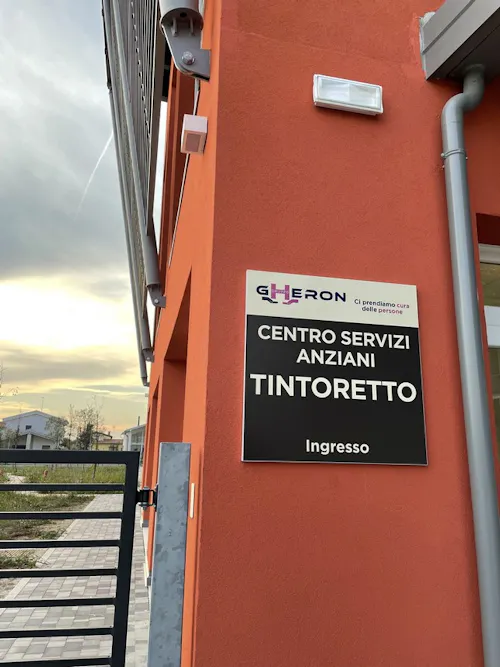 GHERON
Ci prendiamo cura
delle persone
CENTRO SERVIZI
ANZIANI
TINTORETTO
Ingresso